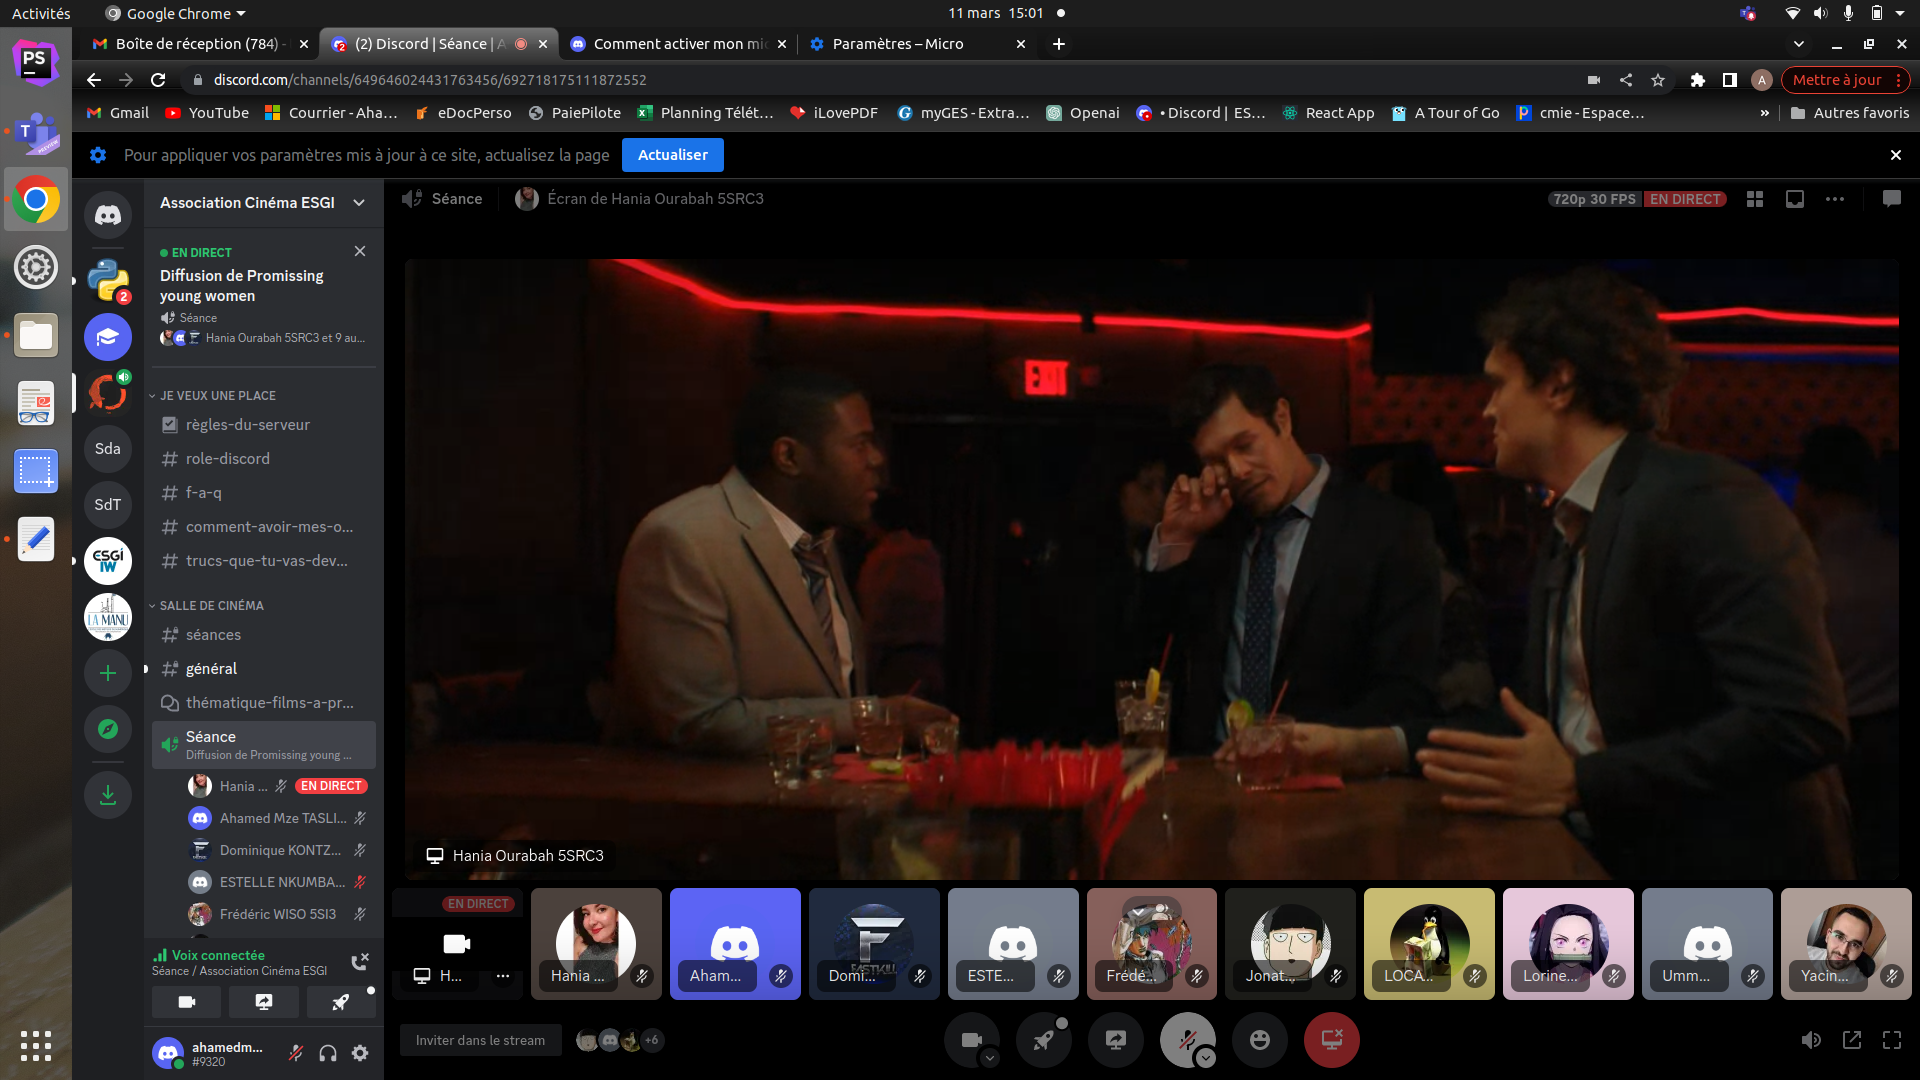 Activités
Google Chrome
11 mars 15:01
PS
Boîte de réception (784) -
(2) Discord | Séance | A
Comment activer mon mic
Paramètres – Micro
discord.com/channels/649646024431763456/692718175111872552
A
Mettre à jour
Gmail
YouTube
Courrier - Aha…
eDocPerso
PaiePilote
Planning Télét…
iLovePDF
myGES - Extra…
Openai
• Discord | ES…
React App
A Tour of Go
cmie - Espace…
»
Autres favoris
Pour appliquer vos paramètres mis à jour à ce site, actualisez la page
Actualiser
Association Cinéma ESGI
EN DIRECT
Diffusion de Promissing
young women
Séance
Hania Ourabah 5SRC3 et 9 au...
JE VEUX UNE PLACE
règles-du-serveur
role-discord
f-a-q
comment-avoir-mes-o...
trucs-que-tu-vas-dev...
SALLE DE CINÉMA
séances
général
thématique-films-a-pr...
Séance
Diffusion de Promissing young ...
Hania ...
EN DIRECT
Ahamed Mze TASLI...
Dominique KONTZ...
ESTELLE NKUMBA...
Frédéric WISO 5SI3
Voix connectée
Séance / Association Cinéma ESGI
ahamedm...
#9320
2
Sda
SdT
ESGI
IW
LA MANU
T
PREVIEW
Séance
Écran de Hania Ourabah 5SRC3
720p 30 FPS
EN DIRECT
EXIT
Hania Ourabah 5SRC3
EN DIRECT
H...
Hania ...
Aham...
Domi...
ESTE...
Frédé...
Jonat...
LOCA...
Lorine...
Umm...
Yacin...
Inviter dans le stream
+6